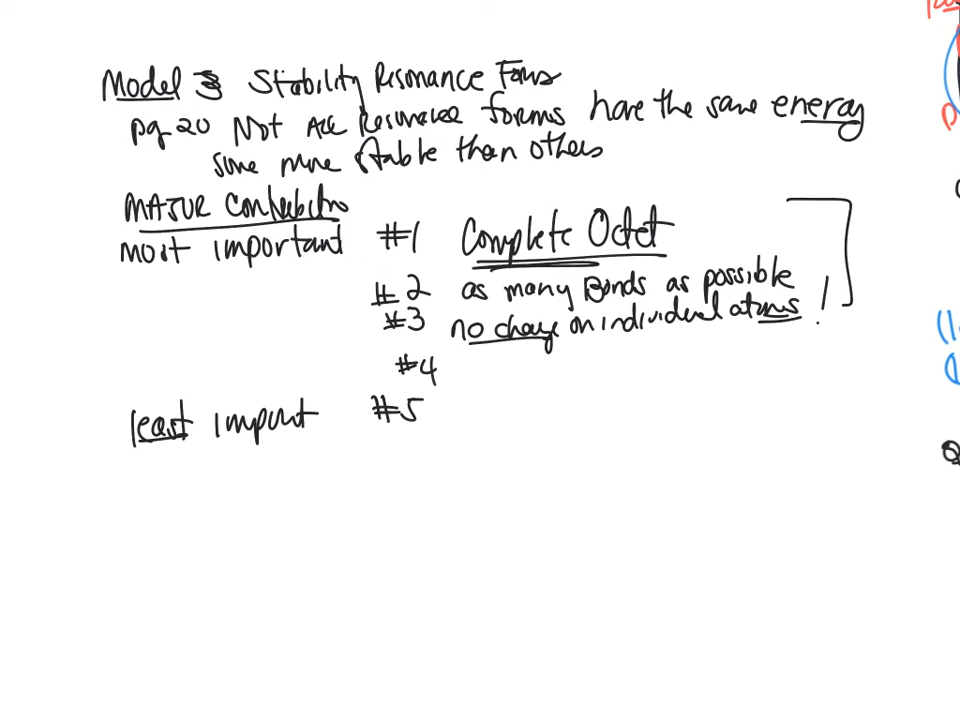 Model 3 Stability Resonance Forms
pg 20 Not All Resonance forms have the same energy
some more stable than others
MAJOR Contributo
most important #1 Complete Octet
#2 as many Bonds as possible
#3 no charge on individual atoms !
#4
least import #5